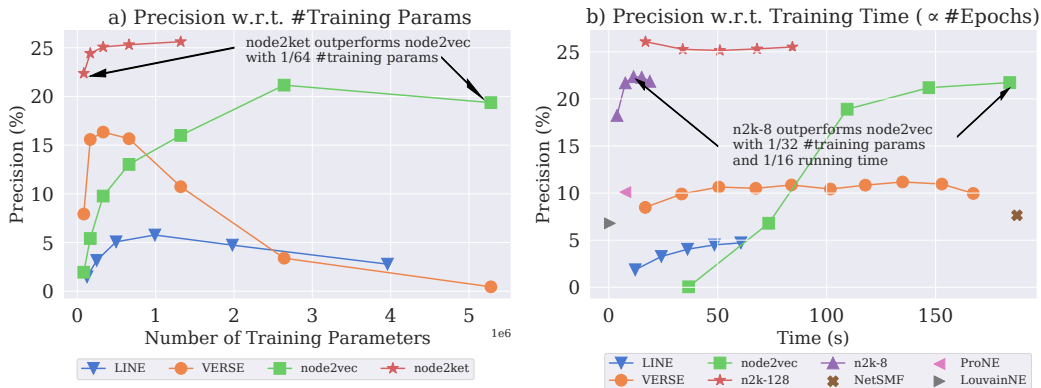 a) Precision w.r.t. #Training Params
Precision (%)
25
20
15
10
5
0
node2ket outperforms node2vec
with 1/64 #training params
0 1 2 3 4 5
1e6
Number of Training Parameters
LINE VERSE node2vec node2ket
b) Precision w.r.t. Training Time (∝ #Epochs)
Precision (%)
25
20
15
10
5
0
n2k-8 outperforms node2vec
with 1/32 #training params
and 1/16 running time
0 50 100 150
Time (s)
LINE node2vec n2k-8 ProNE
VERSE n2k-128 NetSMF LouvainNE